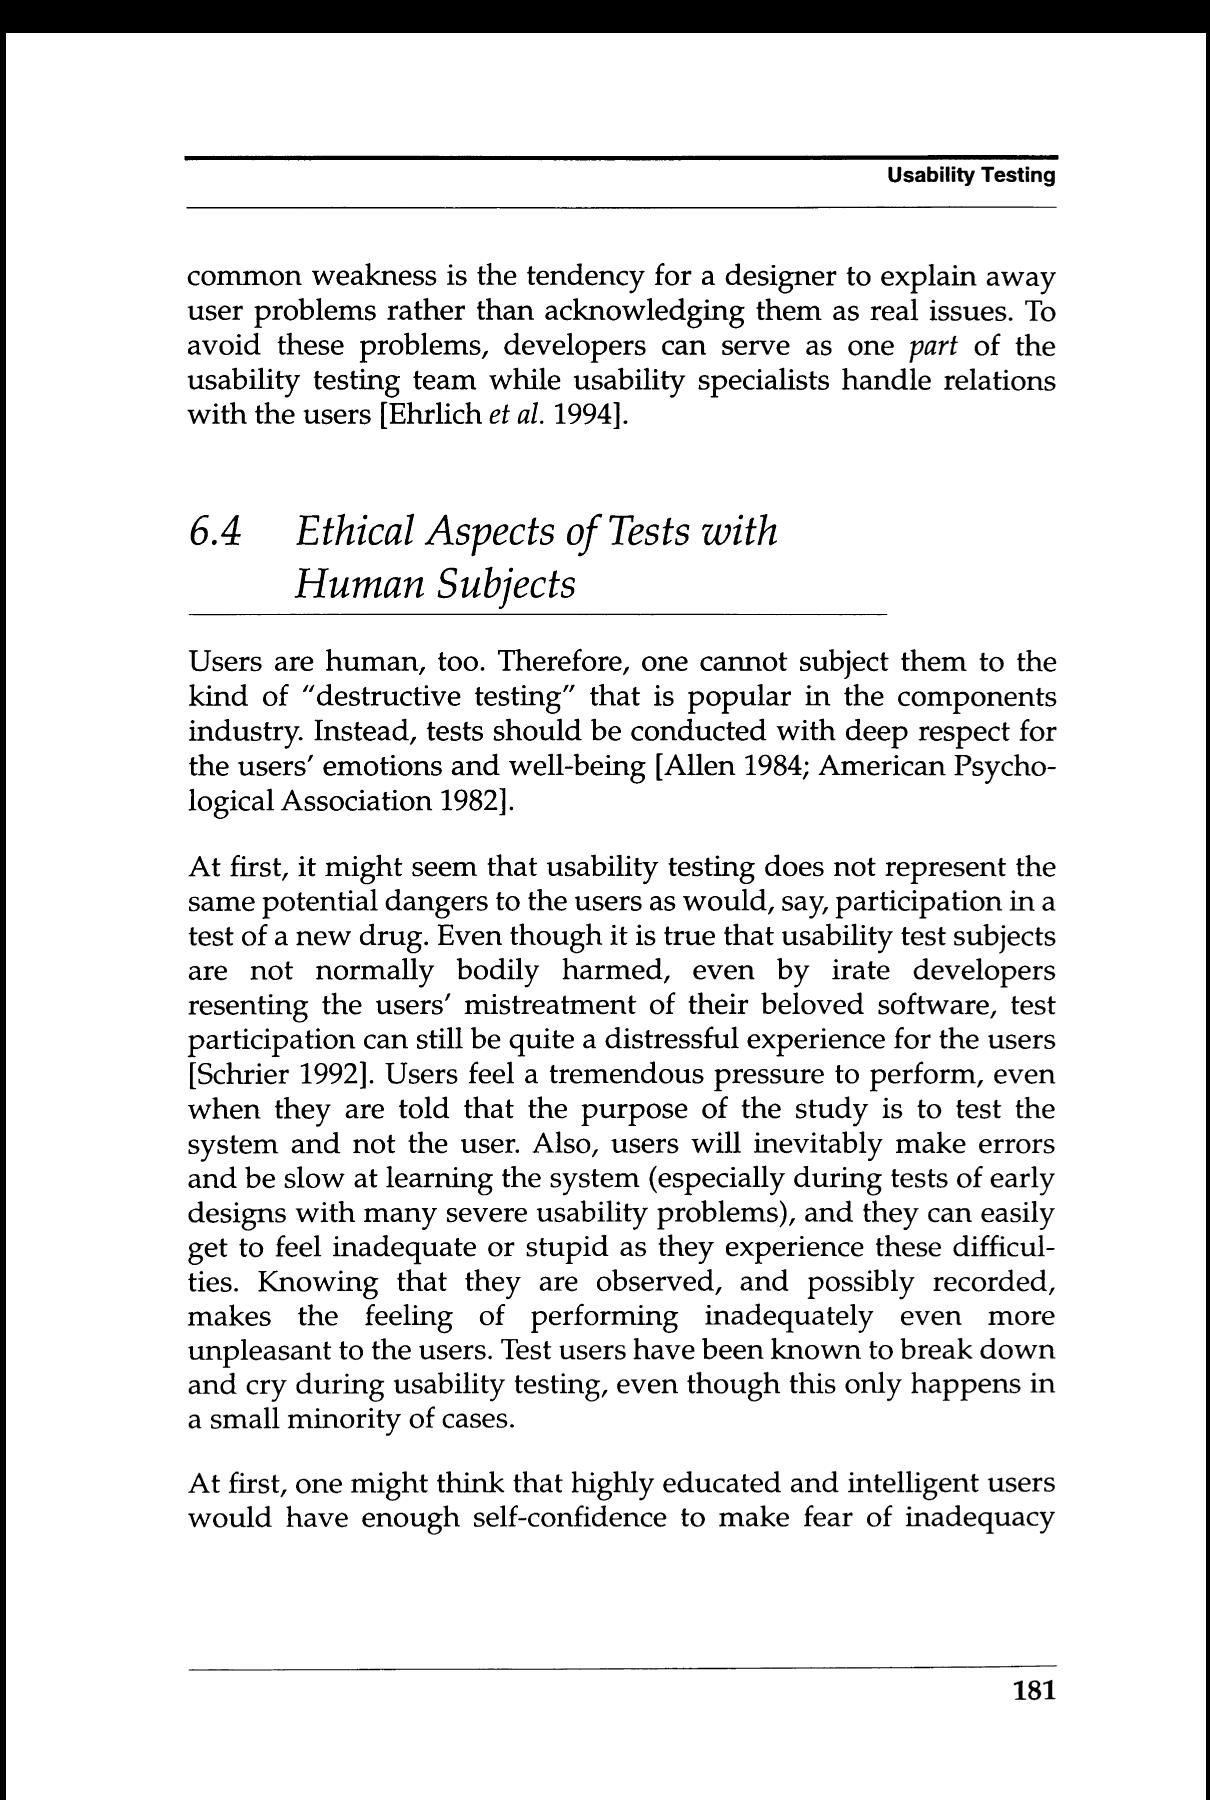 Usability Testing
common weakness is the tendency for a designer to explain away
user problems rather than acknowledging them as real issues. To
avoid these problems, developers can serve as one part of the
usability testing team while usability specialists handle relations
with the users [Ehrlich et al. 1994].
6.4 Ethical Aspects of Tests with
Human Subjects
Users are human, too. Therefore, one cannot subject them to the
kind of "destructive testing" that is popular in the components
industry. Instead, tests should be conducted with deep respect for
the users' emotions and well-being [Allen 1984; American Psycho-
logical Association 1982].
At first, it might seem that usability testing does not represent the
same potential dangers to the users as would, say, participation in a
test of a new drug. Even though it is true that usability test subjects
are not normally bodily harmed, even by irate developers
resenting the users' mistreatment of their beloved software, test
participation can still be quite a distressful experience for the users
[Schrier 1992]. Users feel a tremendous pressure to perform, even
when they are told that the purpose of the study is to test the
system and not the user. Also, users will inevitably make errors
and be slow at learning the system (especially during tests of early
designs with many severe usability problems), and they can easily
get to feel inadequate or stupid as they experience these difficul-
ties. Knowing that they are observed, and possibly recorded,
makes the feeling of performing inadequately even more
unpleasant to the users. Test users have been known to break down
and cry during usability testing, even though this only happens in
a small minority of cases.
At first, one might think that highly educated and intelligent users
would have enough self-confidence to make fear of inadequacy
181